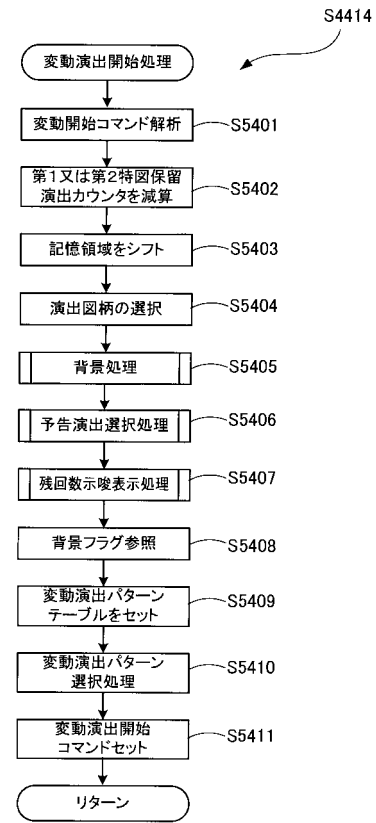 S4414
変動演出開始処理
変動開始コマンド解析
S5401
第1又は第2特図保留
演出カウンタを減算
S5402
記憶領域をシフト
S5403
演出図柄の選択
S5404
背景処理
S5405
予告演出選択処理
S5406
残回数示唆表示処理
S5407
背景フラグ参照
S5408
変動演出パターン
テーブルをセット
S5409
変動演出パターン
選択処理
S5410
変動演出開始
コマンドセット
S5411
リターン